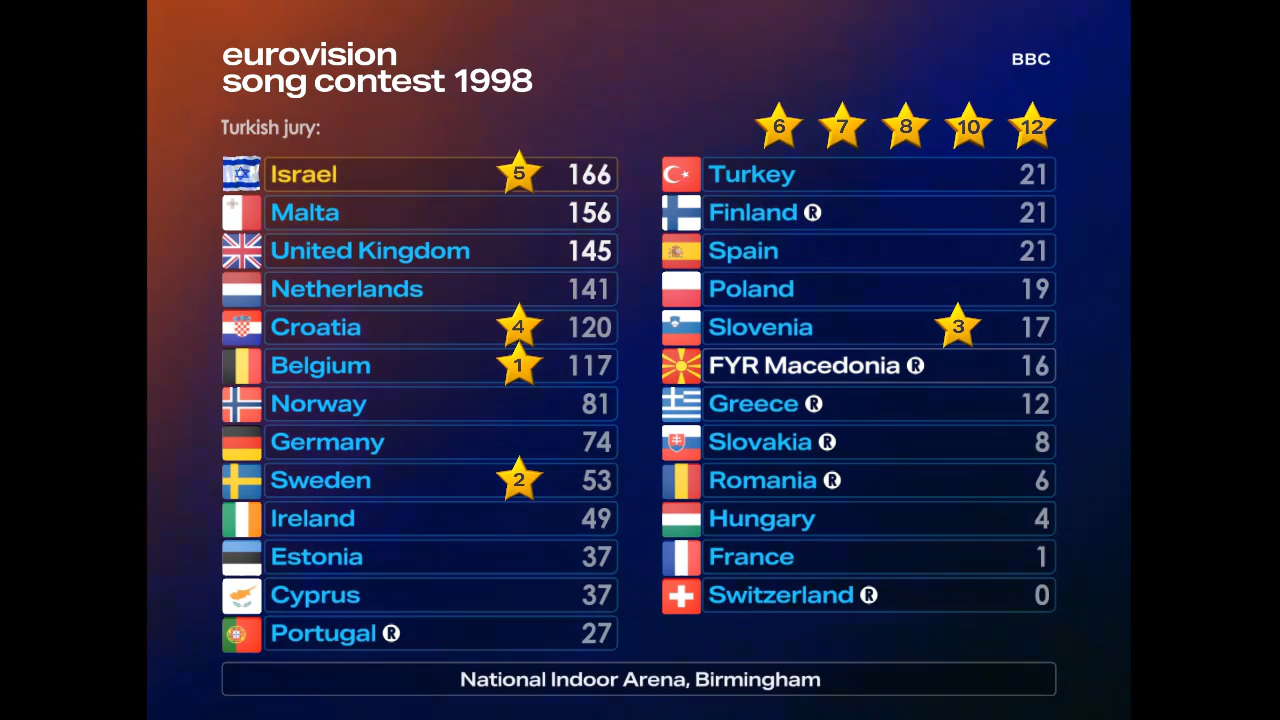 eurovision
song contest 1998
BBC
Turkish jury:
6 7 8 10 12
Israel 5 166
Malta 156
United Kingdom 145
Netherlands 141
Croatia 4 120
Belgium 1 117
Norway 81
Germany 74
Sweden 2 53
Ireland 49
Estonia 37
Cyprus 37
Portugal R 27
Turkey 21
Finland R 21
Spain 21
Poland 19
Slovenia 3 17
FYR Macedonia R 16
Greece R 12
Slovakia R 8
Romania R 6
Hungary 4
France 1
Switzerland R 0
National Indoor Arena, Birmingham